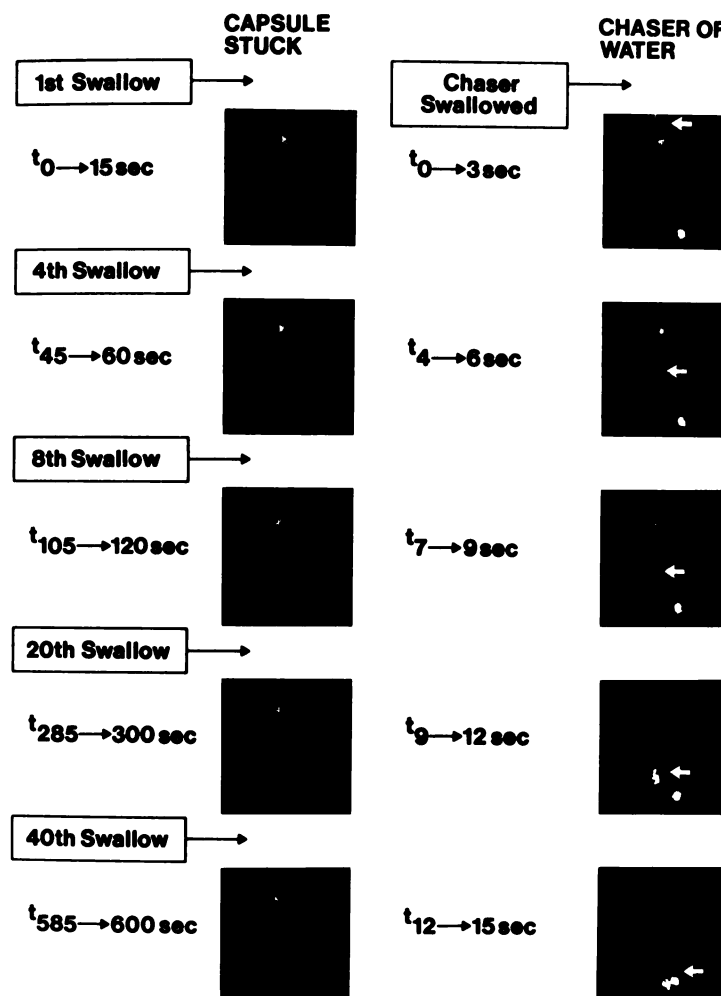 CAPSULE
STUCK
1st Swallow
t0→15 sec
4th Swallow
t45→60 sec
8th Swallow
t105→120 sec
20th Swallow
t285→300 sec
40th Swallow
t585→600 sec
CHASER OF
WATER
Chaser
Swallowed
t0→3 sec
t4→6 sec
t7→9 sec
t9→12 sec
t12→15 sec